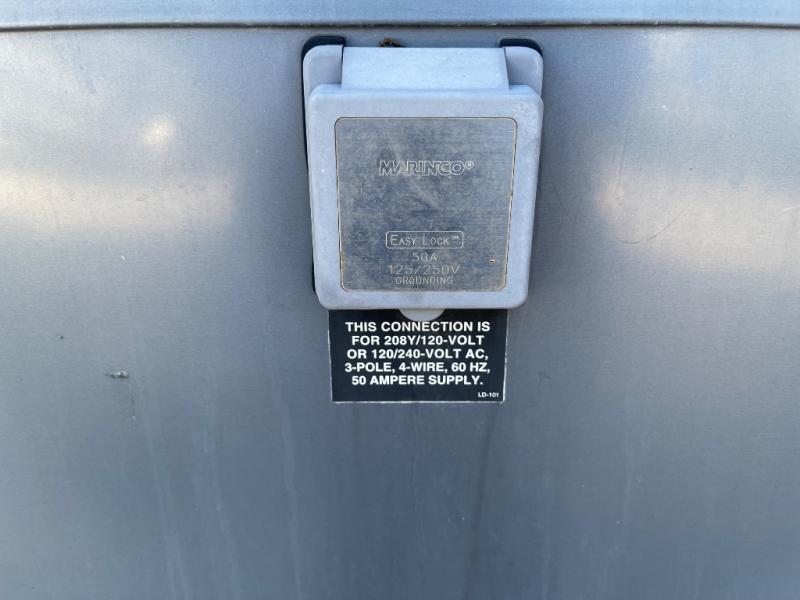 MARINCO®
EASY LOCK™
50A
125/250V
GROUNDING
THIS CONNECTION IS
FOR 208Y/120-VOLT
OR 120/240-VOLT AC,
3-POLE, 4-WIRE, 60 HZ,
50 AMPERE SUPPLY.
LD-101